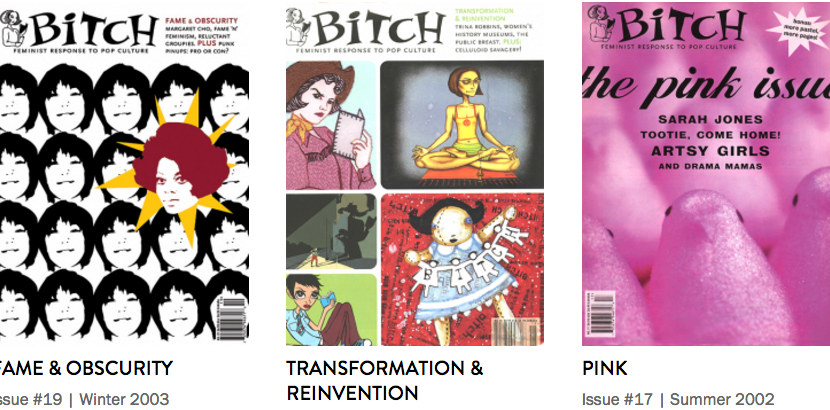 BiTCH
FEMINIST RESPONSE TO POP CULTURE
FAME & OBSCURITY
MARGARET CHO, FAME 'N'
FEMINISM, RELUCTANT
GROUPIES. PLUS PUNK
PINUPS: PRO OR CON?
FAME & OBSCURITY
ssue #19 | Winter 2003
BiTCH
FEMINIST RESPONSE TO POP CULTURE
TRANSFORMATION
& REINVENTION
TRINA ROBBINS, WOMEN'S
HISTORY MUSEUMS, THE
PUBLIC BREAST. PLUS:
CELLULOID SAVAGERY!
B
bitch
TRANSFORMATION &
REINVENTION
BiTCH
FEMINIST RESPONSE TO POP CULTURE
bonus:
more pastel,
more pages!
the pink issu
SARAH JONES
TOOTIE, COME HOME!
ARTSY GIRLS
AND DRAMA MAMAS
PINK
Issue #17 | Summer 2002